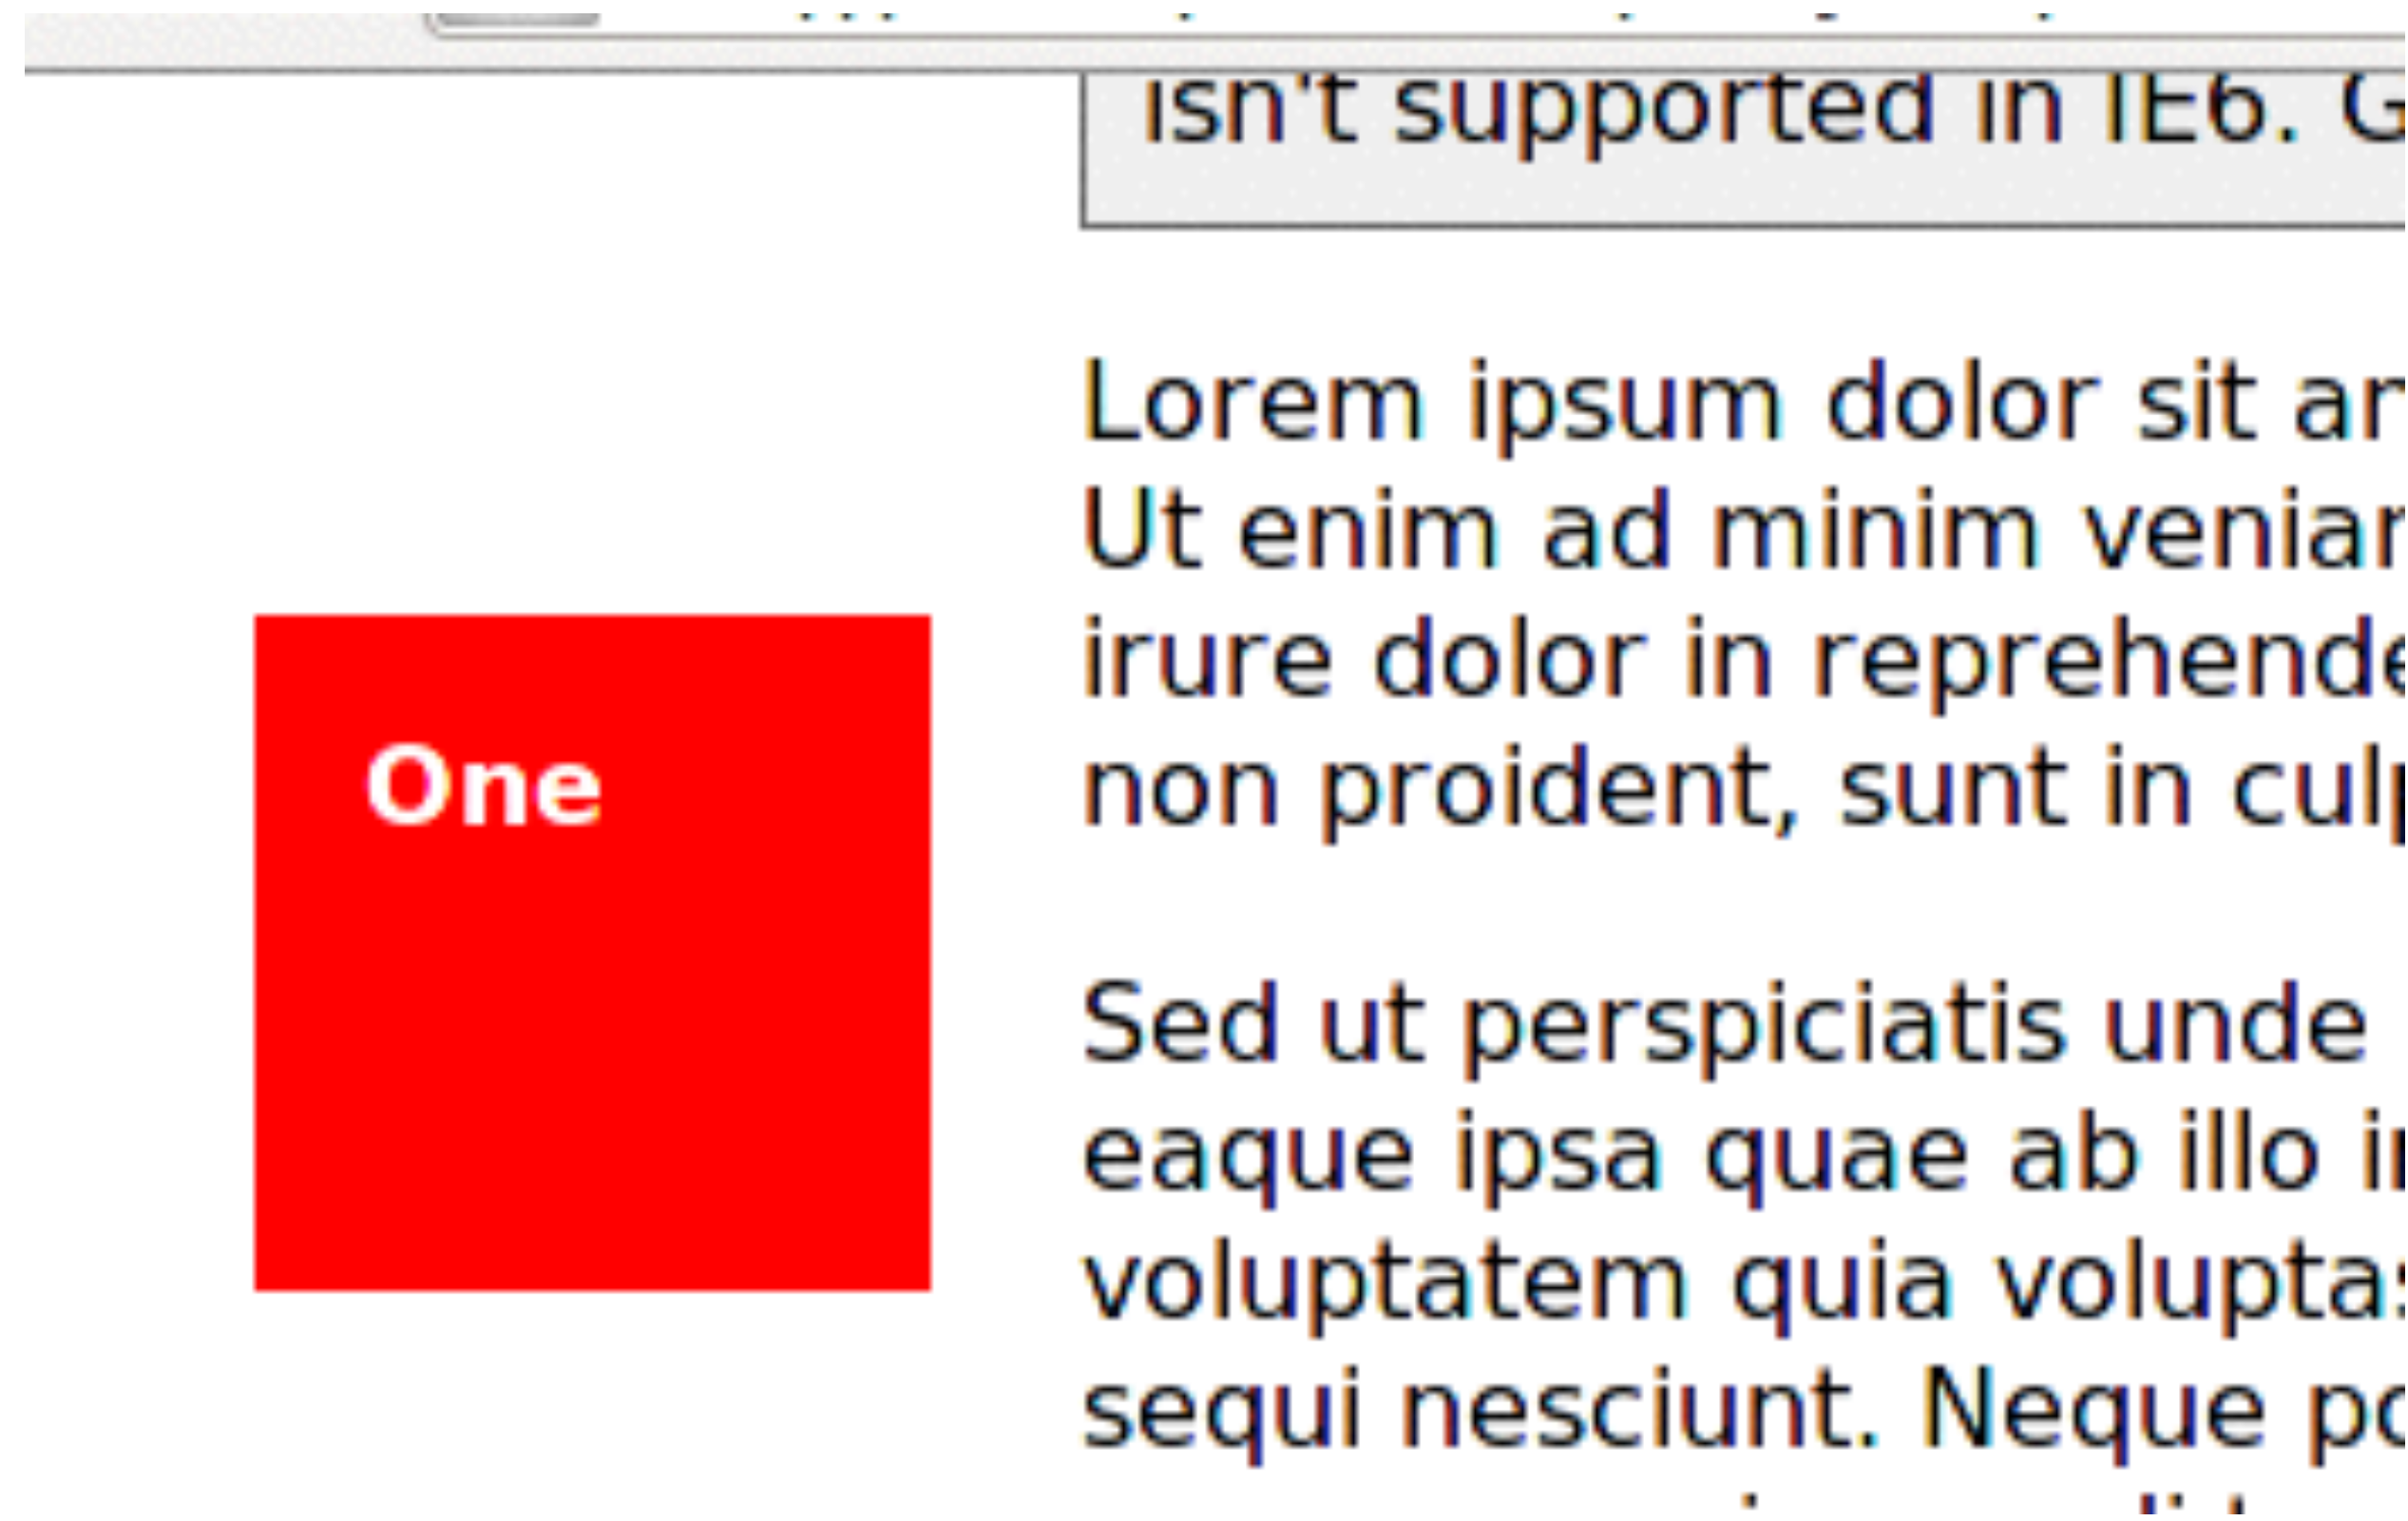 isn't supported in IE6.
Lorem ipsum dolor sit
Ut enim ad minim
irure dolor in
non proident, sunt in
One
Sed ut perspiciatis unde
eaque ipsa quae ab illo
voluptatem quia
sequi nesciunt. Neque